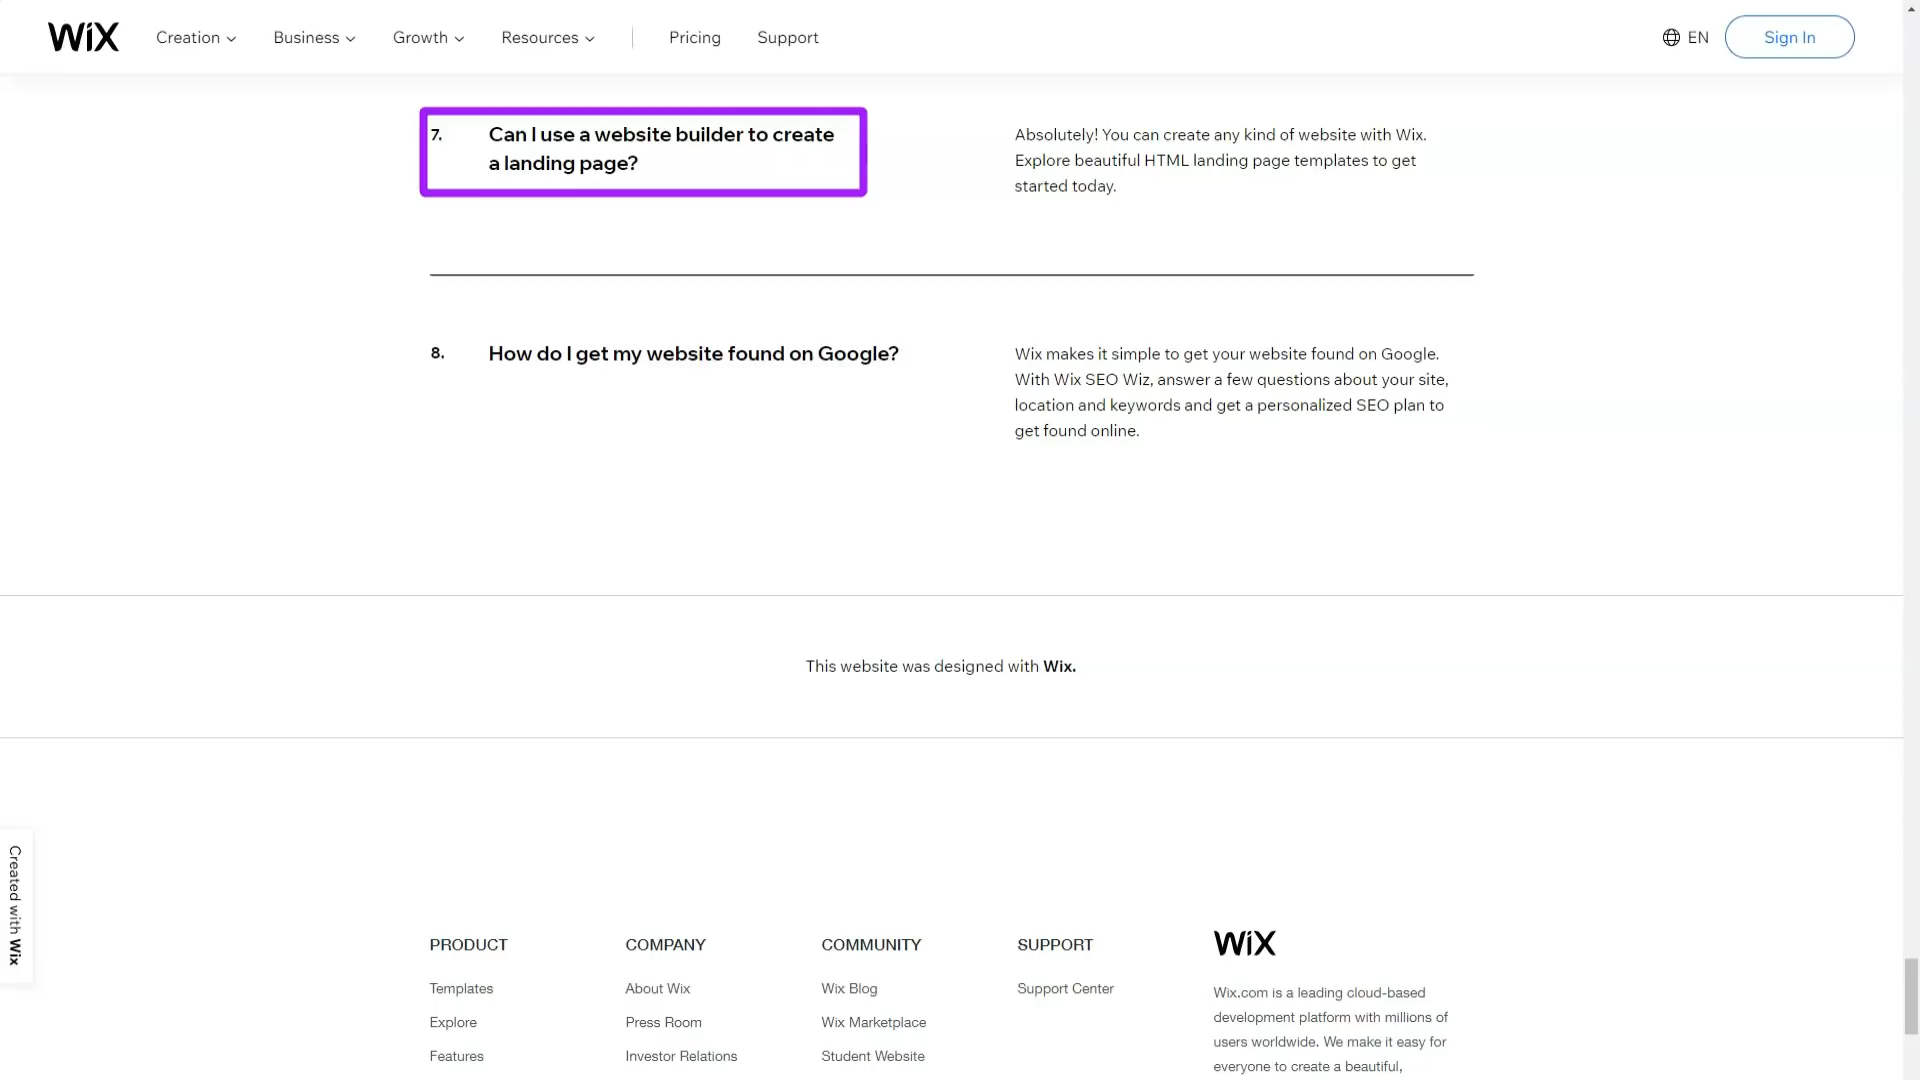 WiX
Creation
Business
Growth
Resources
Pricing
Support
EN
Sign In
7.
Can I use a website builder to create
a landing page?
Absolutely! You can create any kind of website with Wix.
Explore beautiful HTML landing page templates to get
started today.
8.
How do I get my website found on Google?
Wix makes it simple to get your website found on Google.
With Wix SEO Wiz, answer a few questions about your site,
location and keywords and get a personalized SEO plan to
get found online.
This website was designed with Wix.
Created with Wix
PRODUCT
Templates
Explore
Features
COMPANY
About Wix
Press Room
Investor Relations
COMMUNITY
Wix Blog
Wix Marketplace
Student Website
SUPPORT
Support Center
WiX
Wix.com is a leading cloud-based
development platform with millions of
users worldwide. We make it easy for
everyone to create a beautiful,